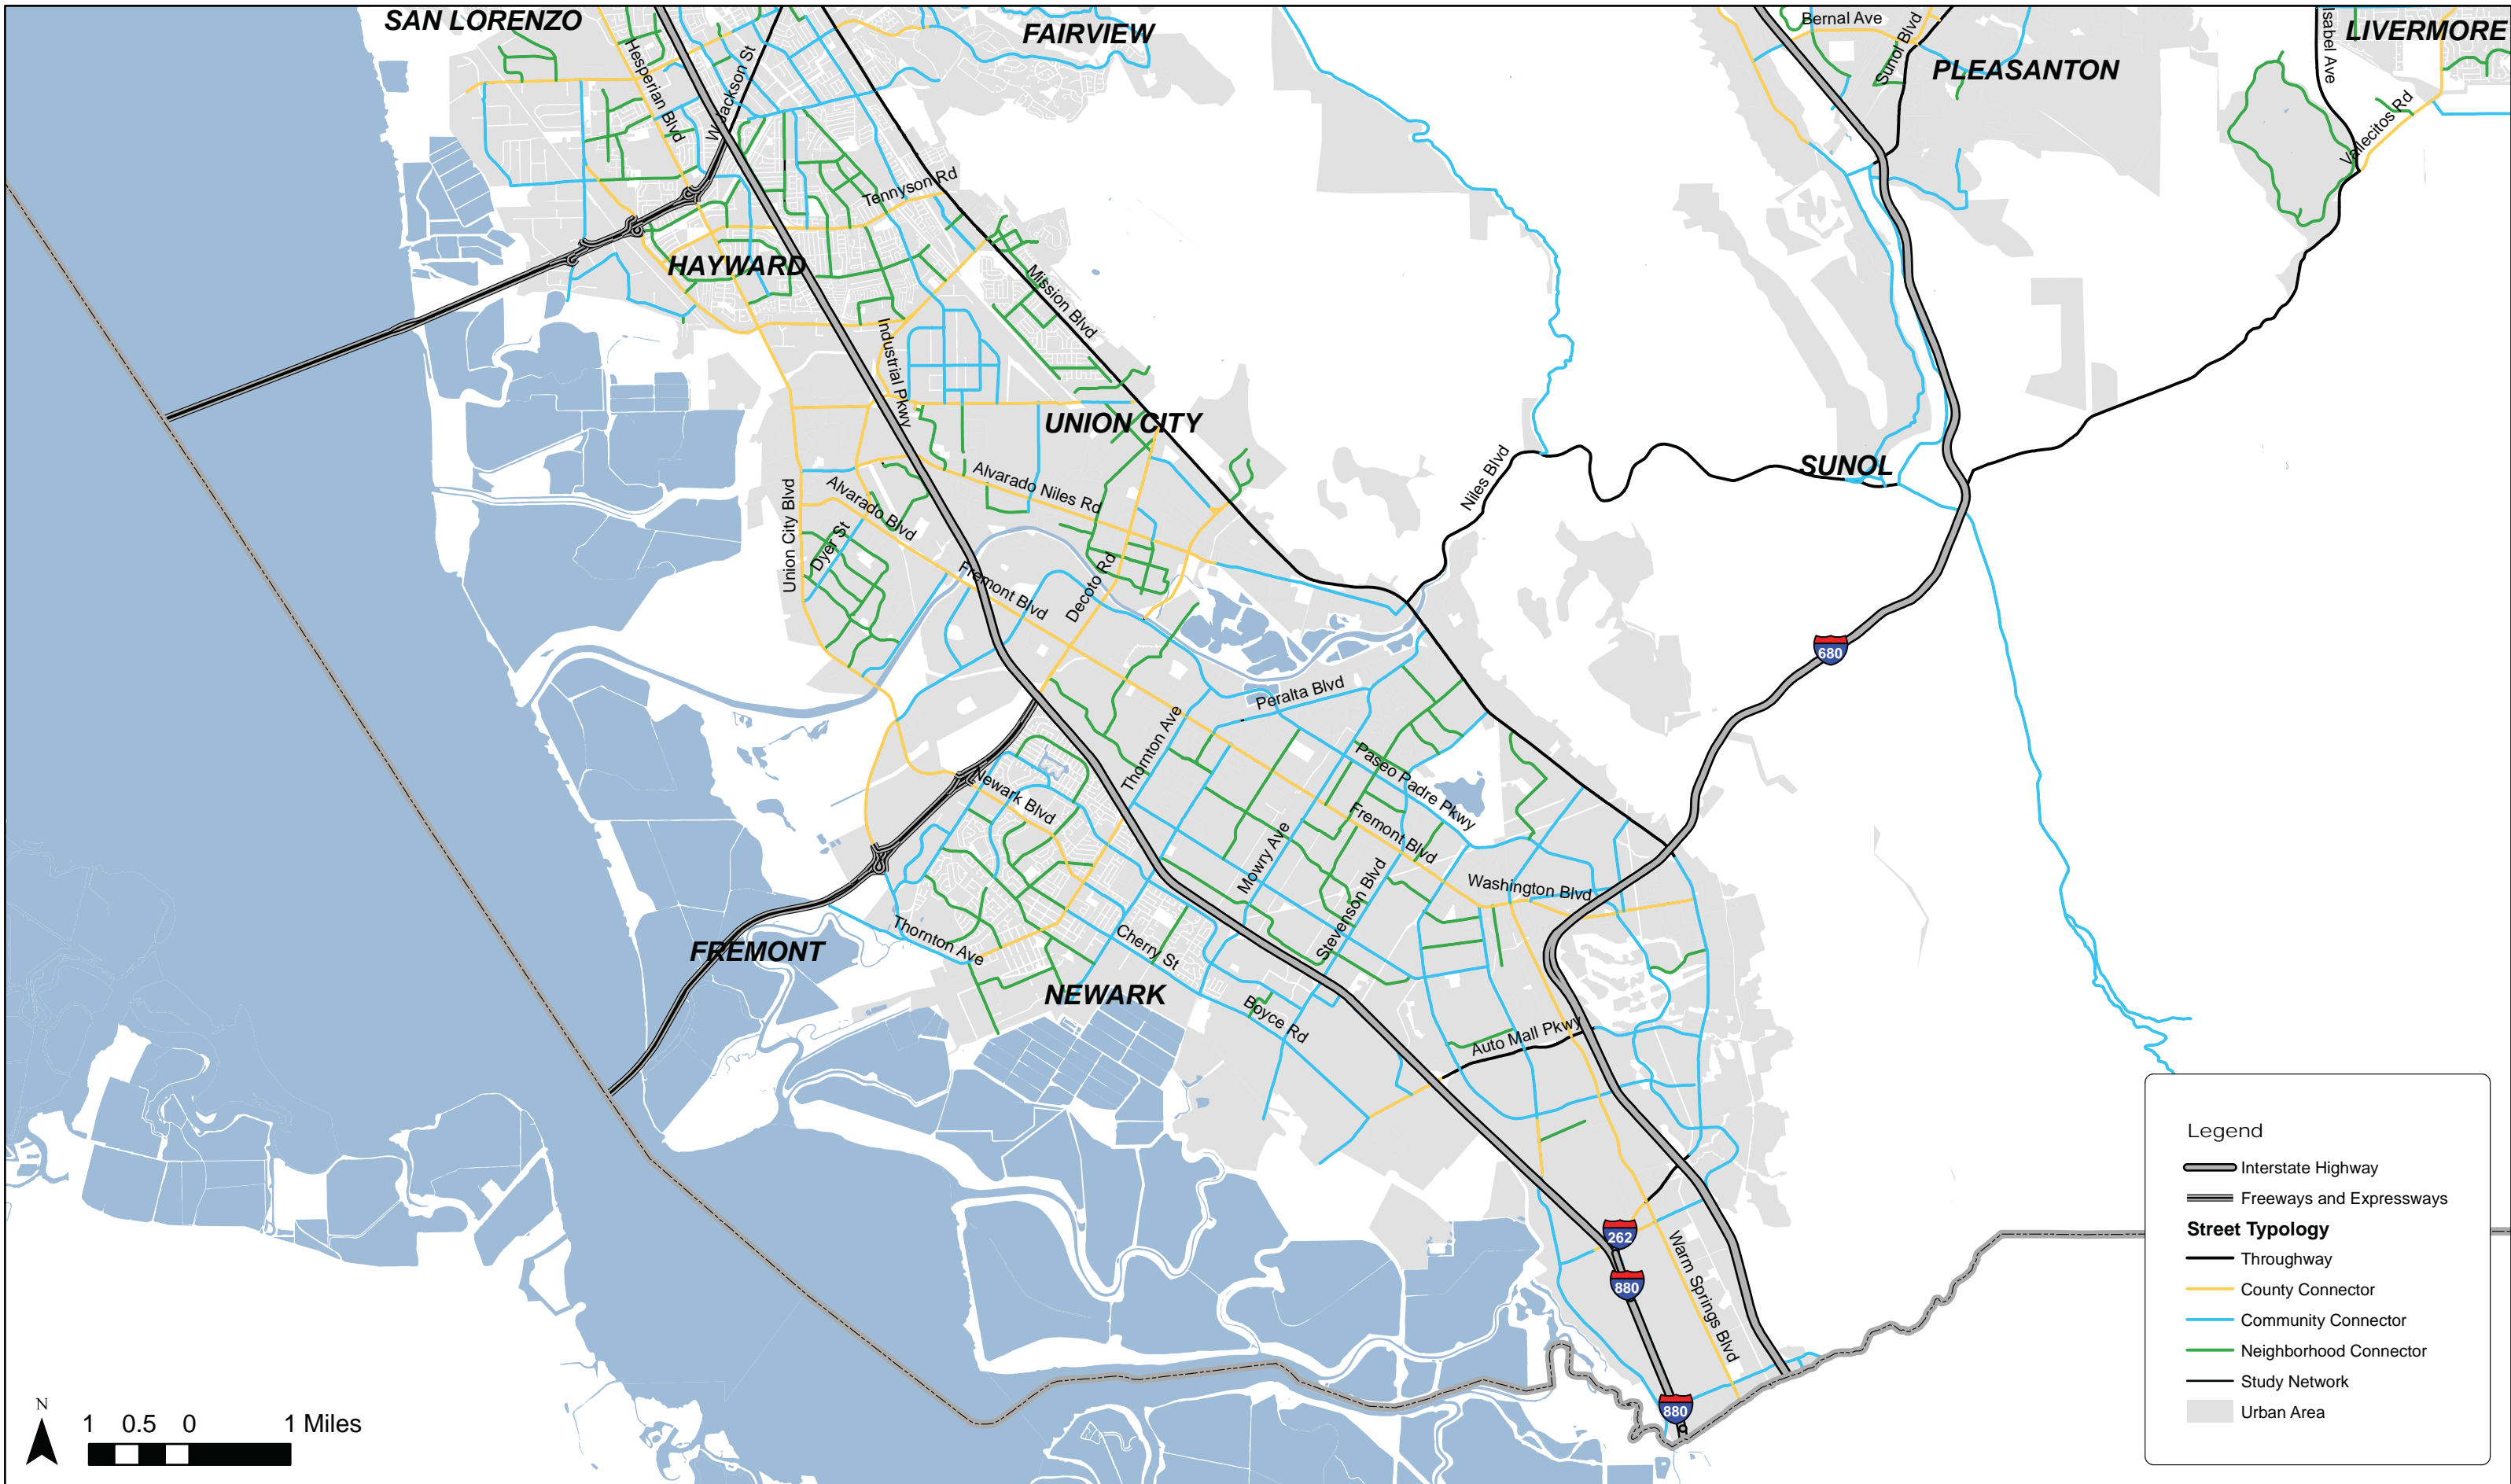 SAN LORENZO
FAIRVIEW
Bernal Ave
Sunol Blvd
PLEASANTON
Isabel Ave
LIVERMORE
Hesperian Blvd
W Jackson St
Vallecitos Rd
Tennyson Rd
HAYWARD
Mission Blvd
Industrial Pkwy
UNION CITY
Alvarado Niles Rd
Niles Blvd
SUNOL
Union City Blvd
Alvarado Blvd
Dyer St
Fremont Blvd
Decoto Rd
680
Peralta Blvd
Thornton Ave
Paseo Padre Pkwy
Newark Blvd
Fremont Blvd
Mowry Ave
Stevenson Blvd
Washington Blvd
Thornton Ave
Cherry St
FREMONT
NEWARK
Boyce Rd
Auto Mall Pkwy
262
880
Warm Springs Blvd
880
Legend
Interstate Highway
Freeways and Expressways
Street Typology
Throughway
County Connector
Community Connector
Neighborhood Connector
Study Network
Urban Area
N
1 0.5 0 1 Miles